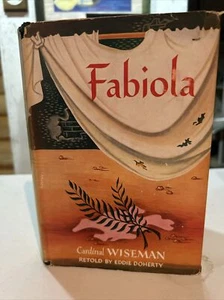 Fabiola
Cardinal WISEMAN
RETOLD BY EDDIE DOHERTY